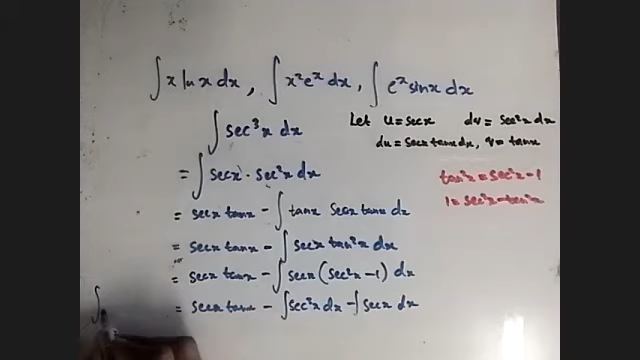 ∫ x ln x dx , ∫ x²eˣ dx , ∫ eˣ sinx dx
∫ sec³x dx
Let u = secx dv = sec²x dx
du = secx tanx dx, v = tanx
= ∫ secx · sec²x dx
tan²x = sec²x - 1
1 = sec²x - tan²x
= secx tanx - ∫ tanx secx tanx dx
= secx tanx - ∫ secx tan²x dx
= secx tanx - ∫ secx (sec²x - 1) dx
= secx tanx - ∫ sec³x dx - ∫ secx dx
∫